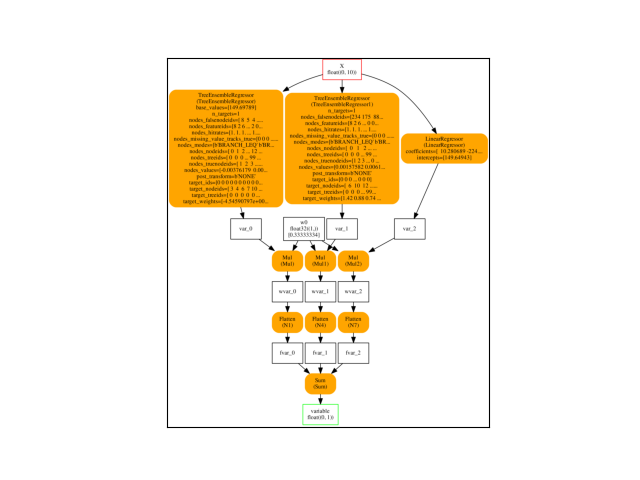 X
float((0, 10))
TreeEnsembleRegressor
(TreeEnsembleRegressor)
base_values=[149.69789]
n_targets=1
nodes_falsenodeids=[ 8 5 4 ...
nodes_featureids=[8 2 6 ... 2 0...
nodes_hitrates=[1. 1. 1. ... 1....
nodes_missing_value_tracks_true=[0 0 0 ......
nodes_modes=[b'BRANCH_LEQ' b'BR...
nodes_nodeids=[ 0 1 2 ... 12 ...
nodes_treeids=[ 0 0 0 ... 99 ...
nodes_truenodeids=[ 1 2 3 ......
nodes_values=[ 0.00376179 0.00...
post_transform=b'NONE'
target_ids=[0 0 0 0 0 0 0 0...
target_nodeids=[ 3 4 6 7 10 ...
target_treeids=[ 0 0 0 0 0 ...
target_weights=[-4.5459079?e+00...
TreeEnsembleRegressor
(TreeEnsembleRegressor1)
n_targets=1
nodes_falsenodeids=[234 175 88...
nodes_featureids=[8 2 6 ... 0 0...
nodes_hitrates=[1. 1. 1. ... 1....
nodes_missing_value_tracks_true=[0 0 0 ......
nodes_modes=[b'BRANCH_LEQ' b'BR...
nodes_nodeids=[ 0 1 2 ......
nodes_treeids=[ 0 0 0 ... 99...
nodes_truenodeids=[1 2 3 ... 0 ...
nodes_values=[0.00157582 0.0061...
post_transform=b'NONE'
target_ids=[0 0 0 ... 0 0 0]
target_nodeids=[ 6 10 12 ......
target_treeids=[ 0 0 0 ... 99...
target_weights=[1.42 0.88 0.74 ...
LinearRegressor
(LinearRegressor)
coefficients=[ 10.280689 -224...
intercepts=[149.64943]
var_0
w0
float32((1,))
[0.33333334]
var_1
var_2
Mul
(Mul)
Mul
(Mul1)
Mul
(Mul2)
wvar_0
wvar_1
wvar_2
Flatten
(N1)
Flatten
(N4)
Flatten
(N7)
fvar_0
fvar_1
fvar_2
Sum
(Sum)
variable
float((0, 1))